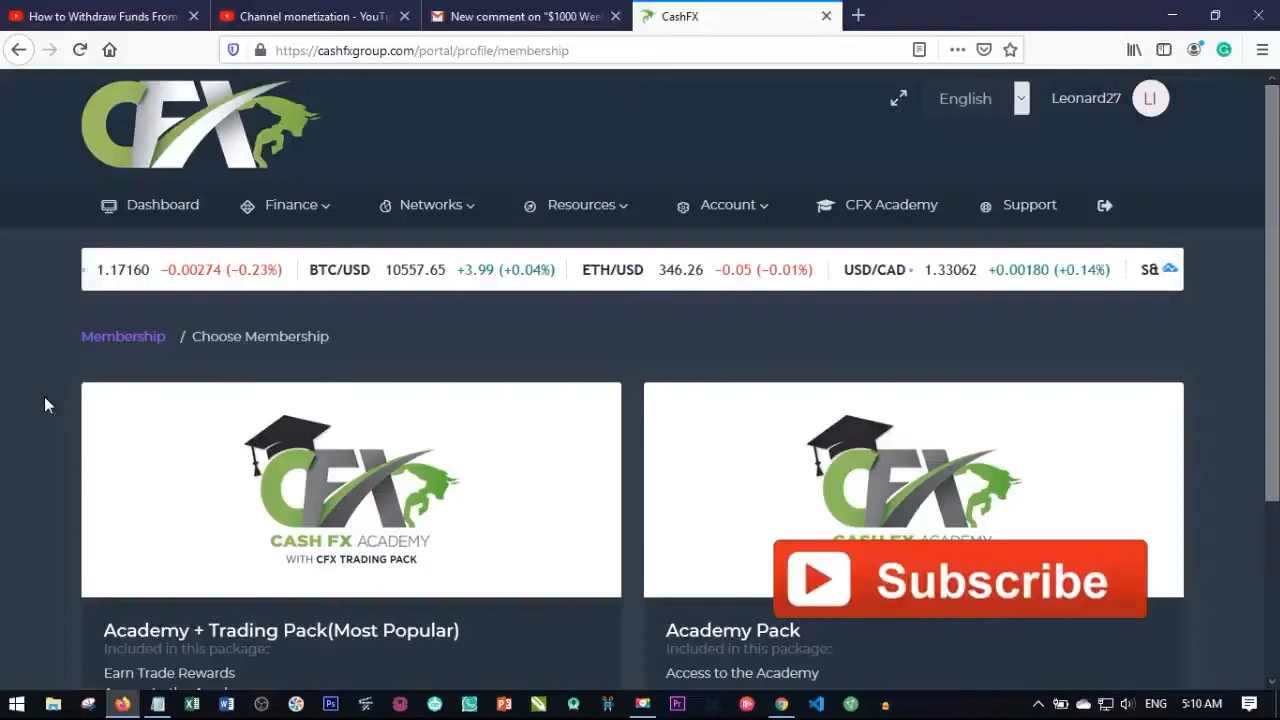 How to Withdraw Funds From
Channel monetization - YouTu
New comment on "$1000 Wee
CashFX
https://cashfxgroup.com/portal/profile/membership
CFX
English
Leonard27
LI
Dashboard
Finance
Networks
Resources
Account
CFX Academy
Support
1.17160 −0.00274 (−0.23%) BTC/USD 10557.65 +3.99 (+0.04%) ETH/USD 346.26 −0.05 (−0.01%) USD/CAD 1.33062 +0.00180 (+0.14%) S&
Membership / Choose Membership
CFX
CASH FX ACADEMY
WITH CFX TRADING PACK
CFX
CASH FX ACADEMY
Subscribe
Academy + Trading Pack(Most Popular)
Included in this package::
Earn Trade Rewards
Academy Pack
Included in this package::
Access to the Academy
ENG 5:10 AM